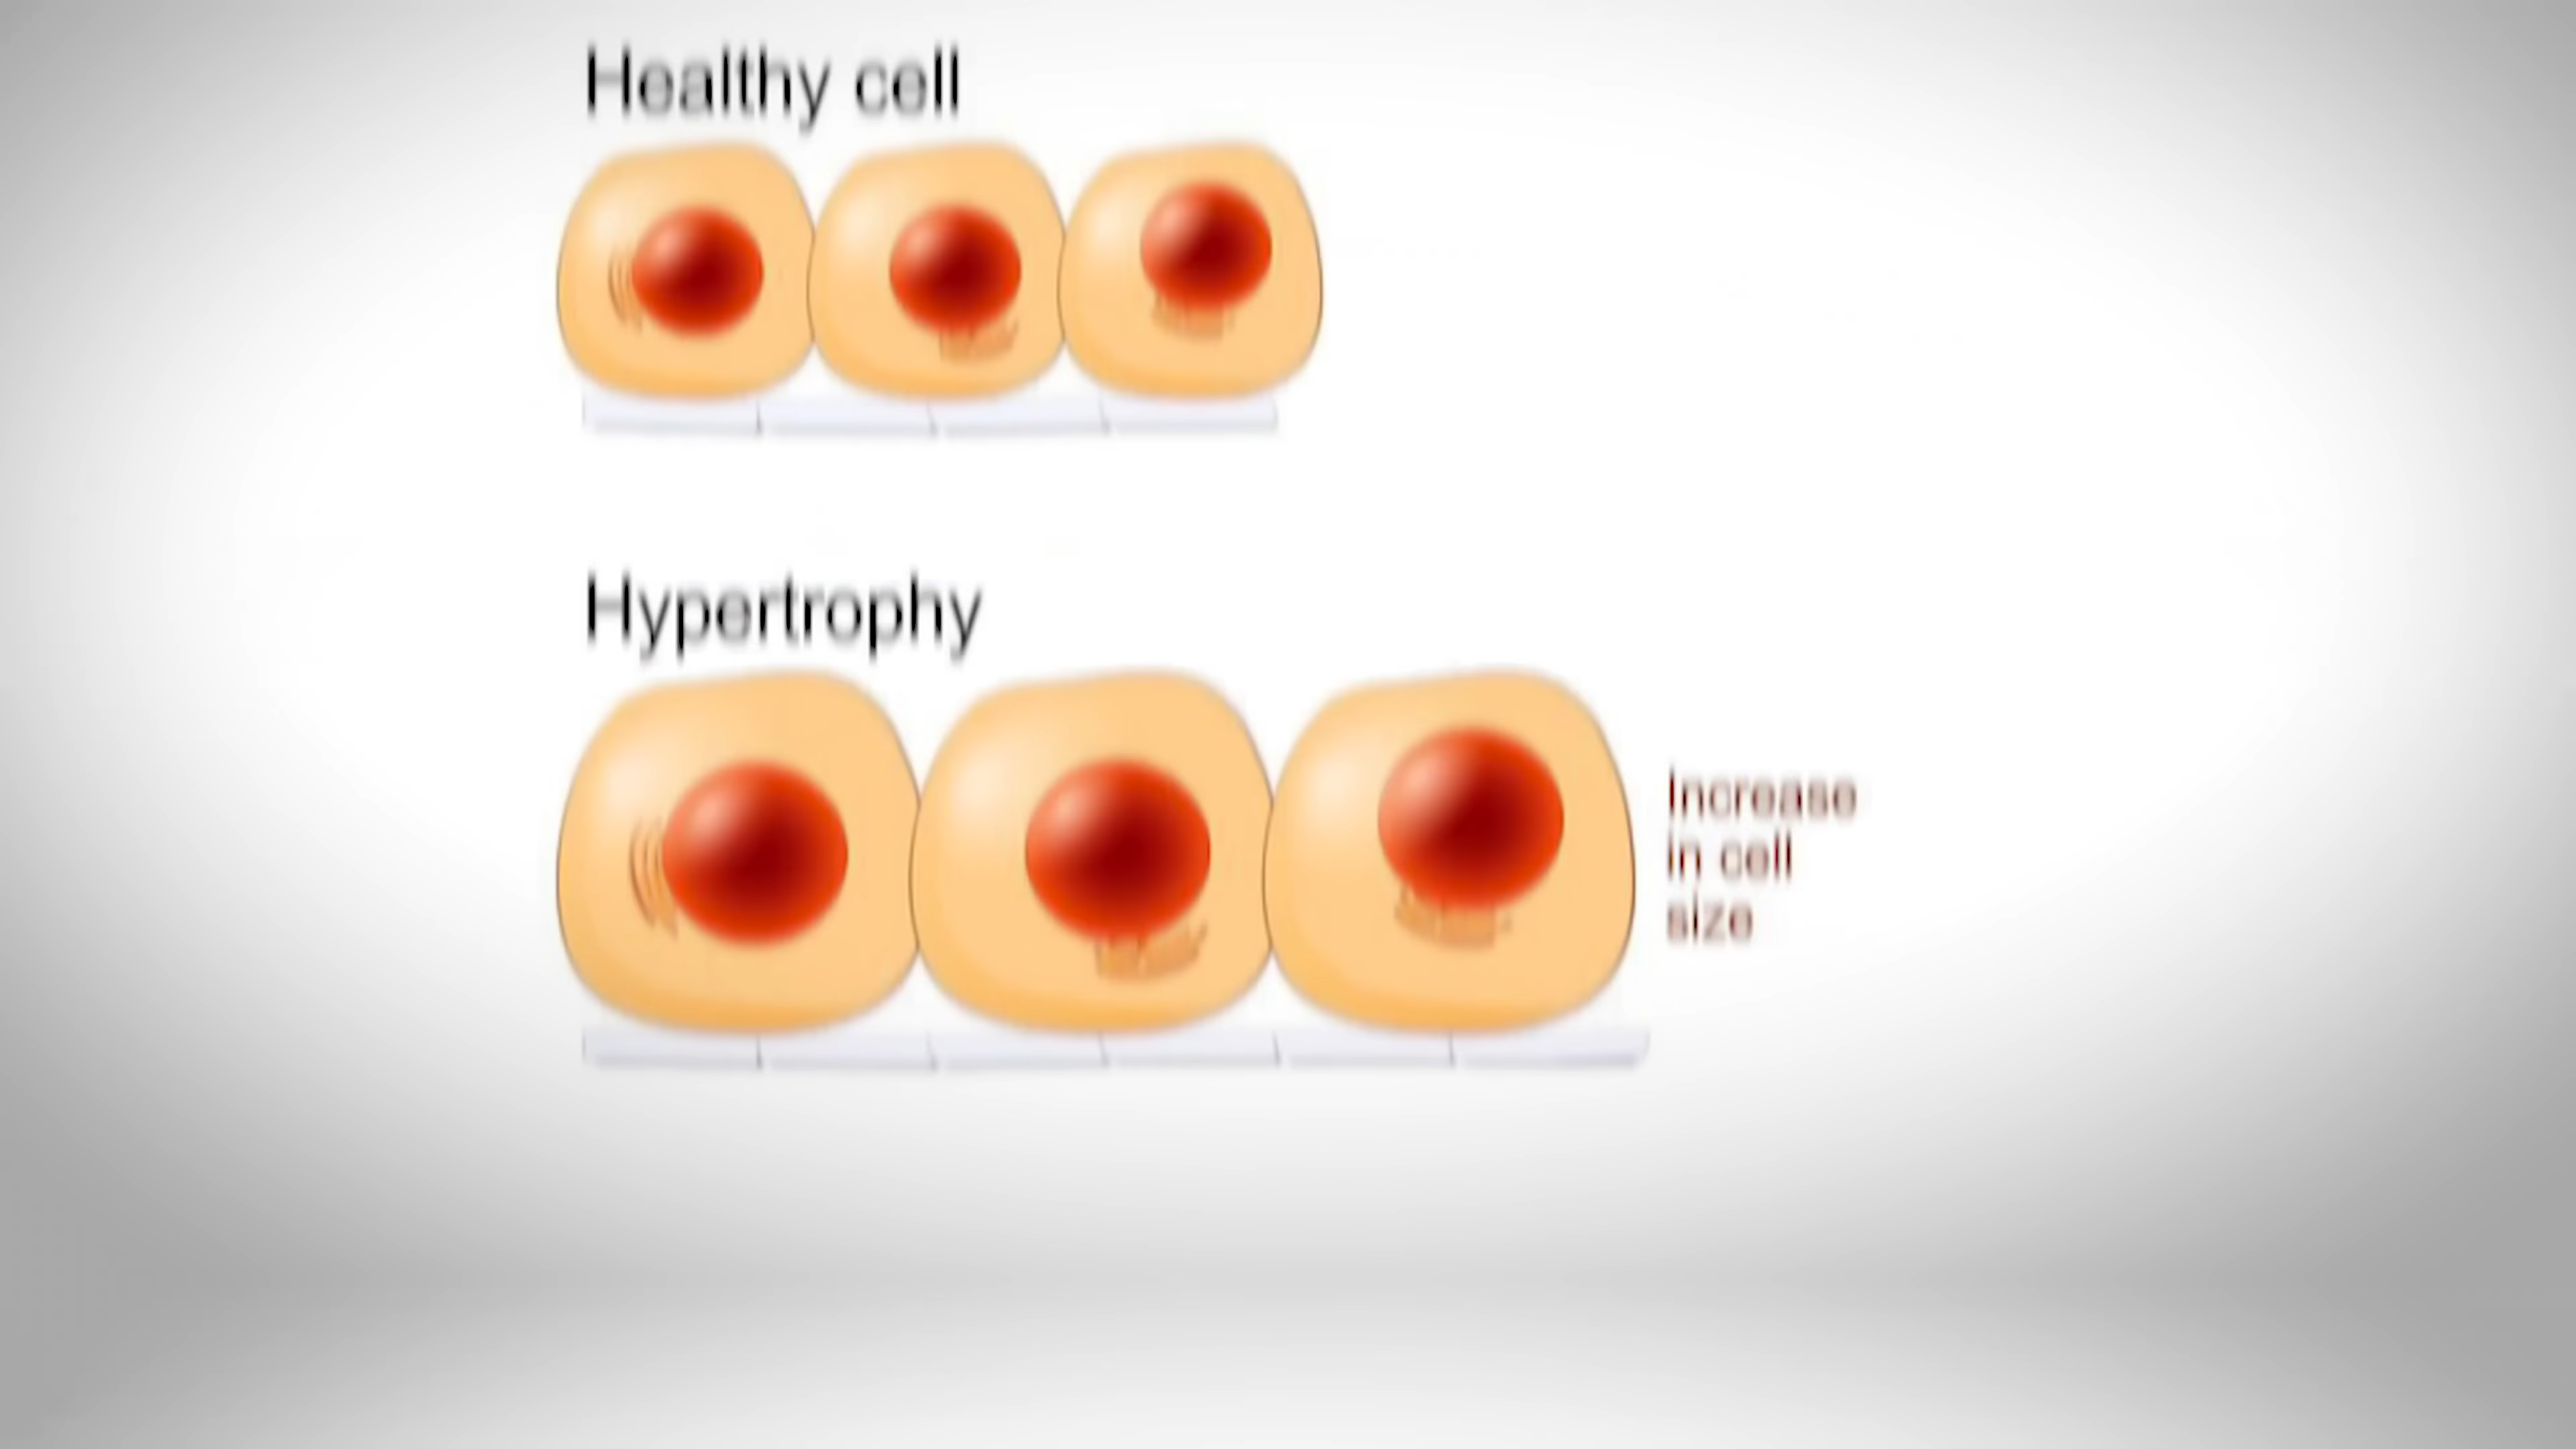 Healthy cell
Hypertrophy
Increase
in cell
size